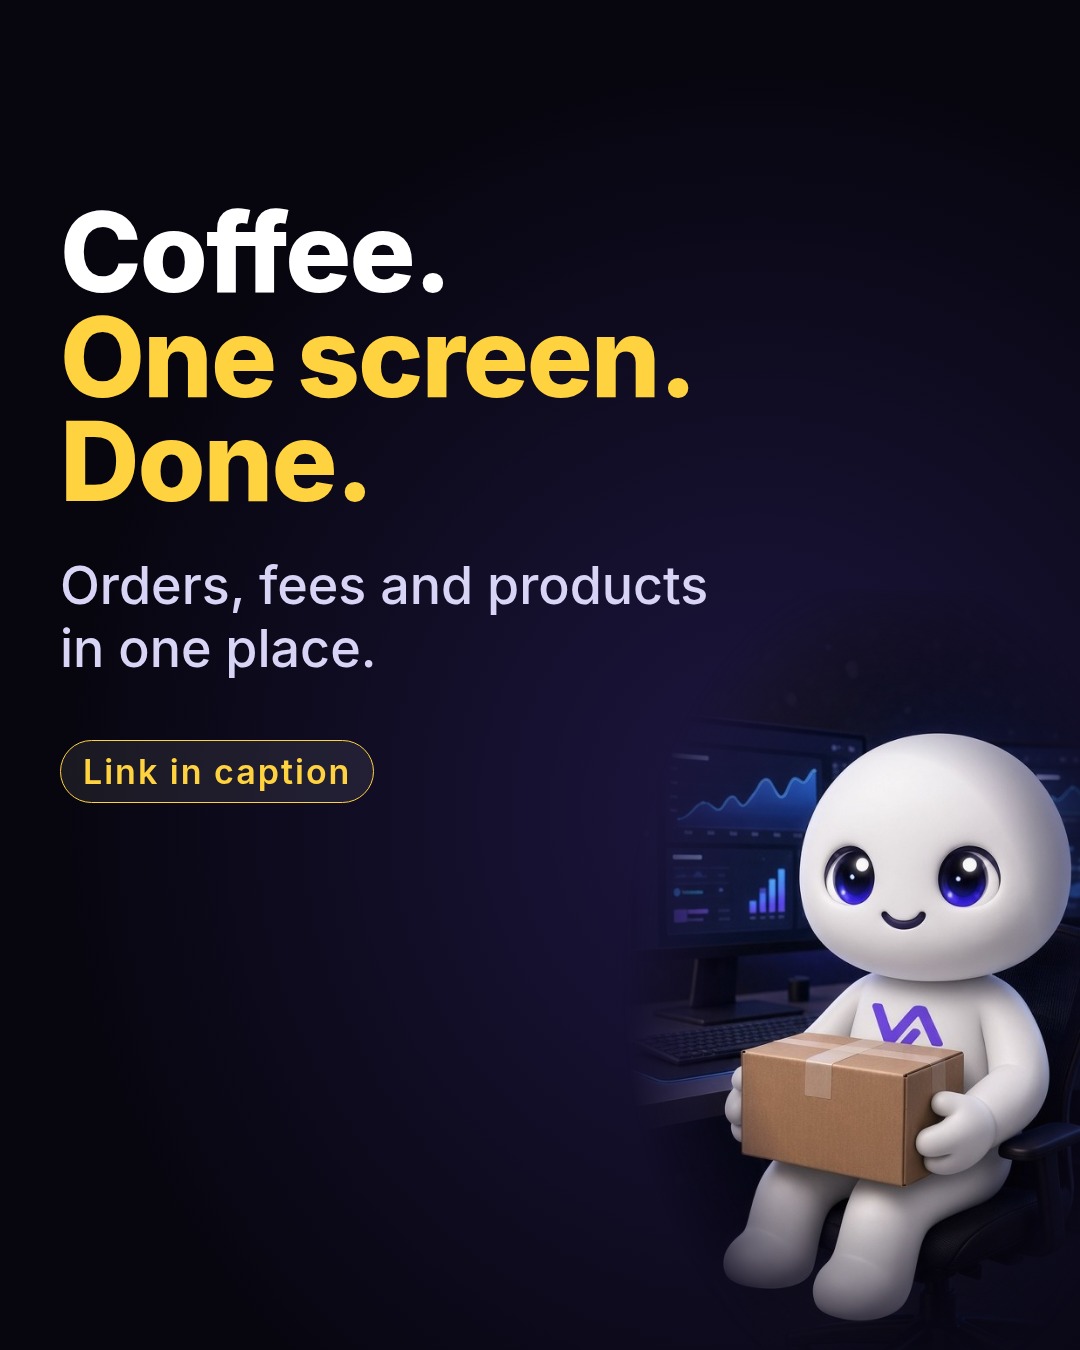 Coffee.
One screen.
Done.
Orders, fees and products
in one place.
Link in caption